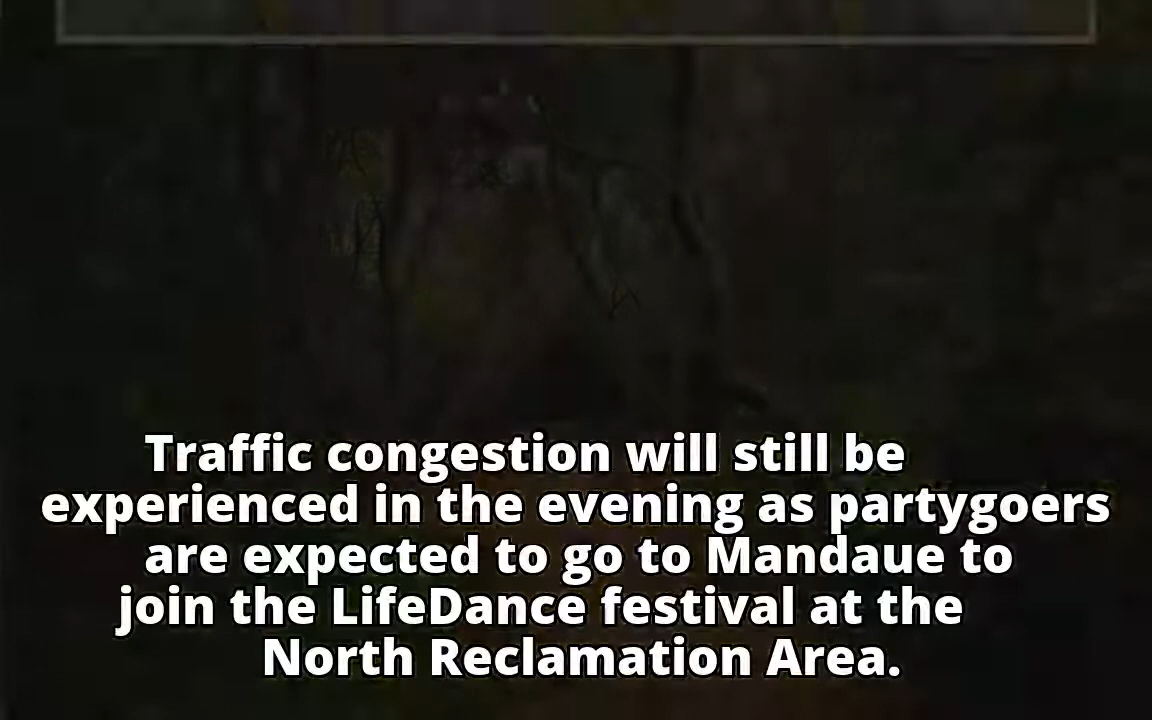 Traffic congestion will still be
experienced in the evening as partygoers
are expected to go to Mandaue to
join the LifeDance festival at the
North Reclamation Area.